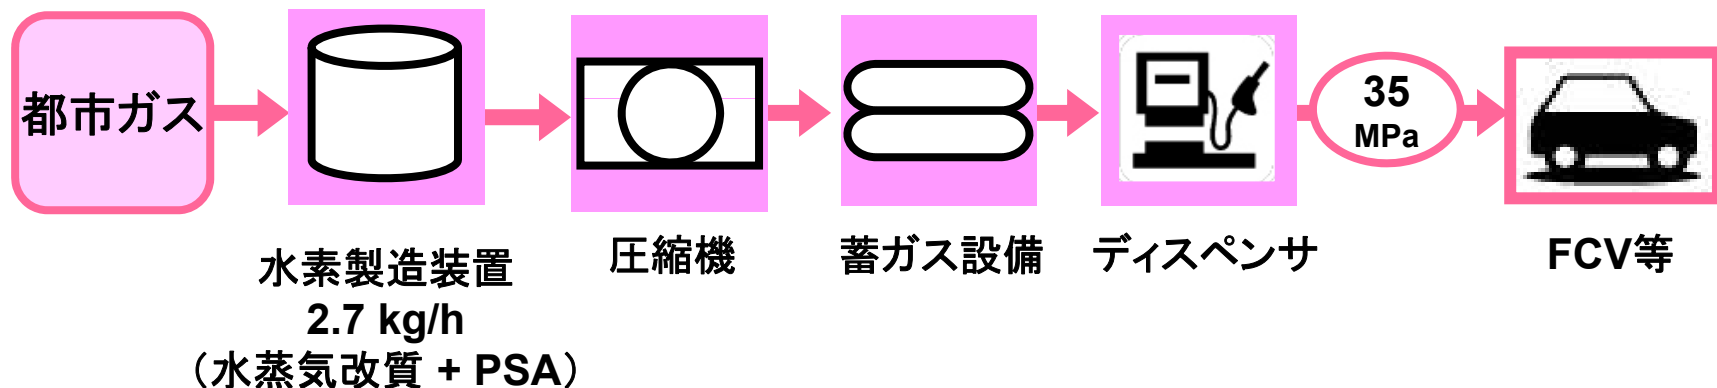 都市ガス
35
MPa
水素製造装置
2.7 kg/h
（水蒸気改質 + PSA）
圧縮機
蓄ガス設備
ディスペンサ
FCV等